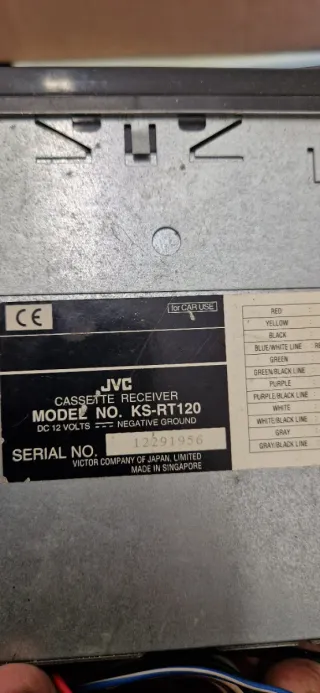 CE
for CAR USE
JVC
CASSETTE RECEIVER
MODEL NO. KS-RT120
DC 12 VOLTS NEGATIVE GROUND
SERIAL NO. 12291956
VICTOR COMPANY OF JAPAN, LIMITED
MADE IN SINGAPORE
RED
YELLOW
BLACK
BLUE/WHITE LINE RE
GREEN
GREEN/BLACK LINE
PURPLE
PURPLE/BLACK LINE
WHITE
WHITE/BLACK LINE
GRAY
GRAY/BLACK LINE